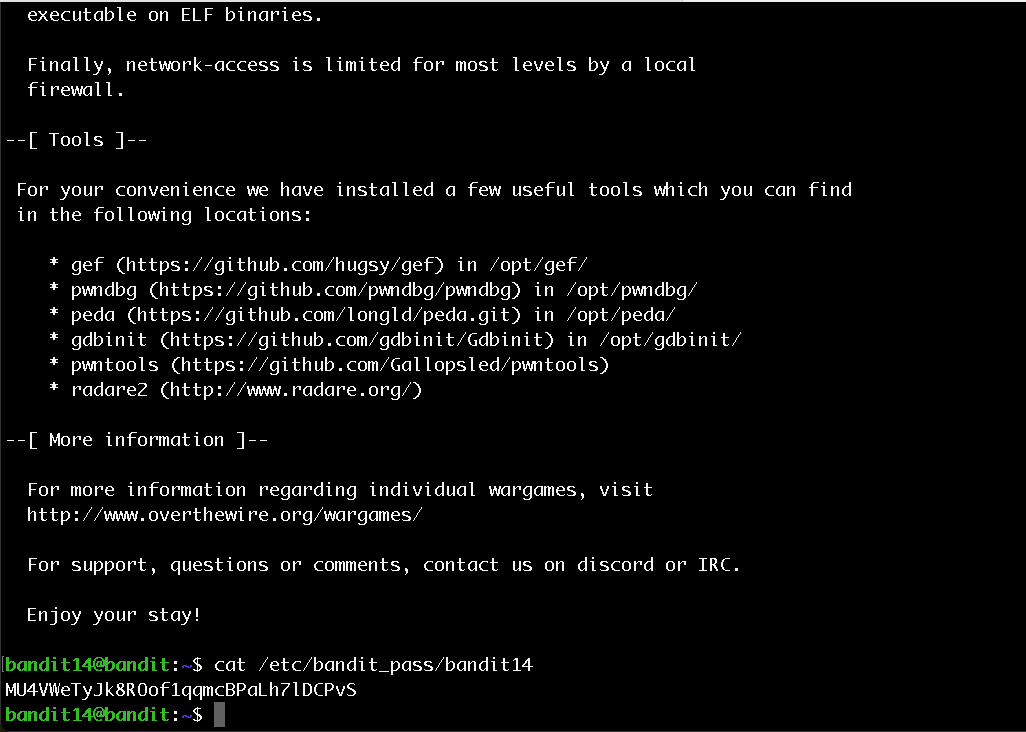 executable on ELF binaries.
Finally, network-access is limited for most levels by a local
firewall.
--[ Tools ]--
For your convenience we have installed a few useful tools which you can find
in the following locations:
* gef (https://github.com/hugsy/gef) in /opt/gef/
* pwndbg (https://github.com/pwndbg/pwndbg) in /opt/pwndbg/
* peda (https://github.com/longld/peda.git) in /opt/peda/
* gdbinit (https://github.com/gdbinit/Gdbinit) in /opt/gdbinit/
* pwntools (https://github.com/Gallopsled/pwntools)
* radare2 (http://www.radare.org/)
--[ More information ]--
For more information regarding individual wargames, visit
http://www.overthewire.org/wargames/
For support, questions or comments, contact us on discord or IRC.
Enjoy your stay!
bandit14@bandit:~$ cat /etc/bandit_pass/bandit14
MU4VWeTyJk8ROof1qqmcBPaLh7lDCPvS
bandit14@bandit:~$